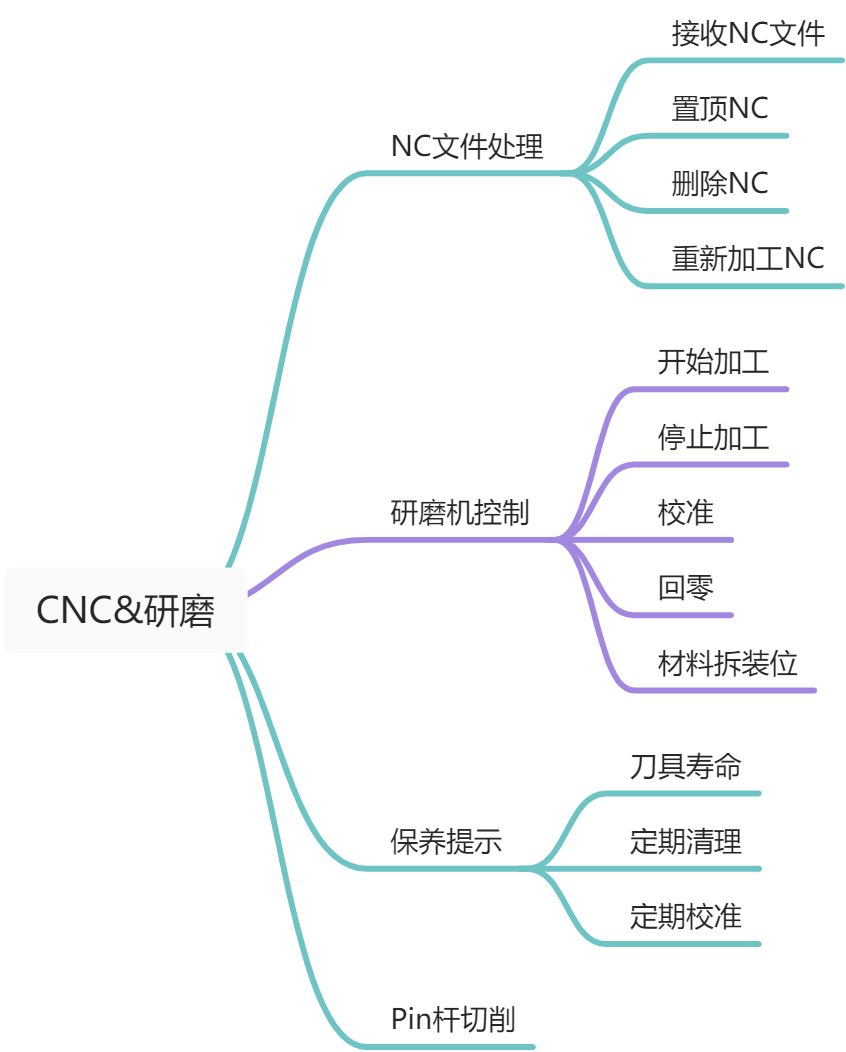 接收NC文件
置顶NC
NC文件处理
删除NC
重新加工NC
开始加工
停止加工
研磨机控制
校准
回零
CNC&研磨
材料拆装位
刀具寿命
保养提示
定期清理
定期校准
Pin杆切削